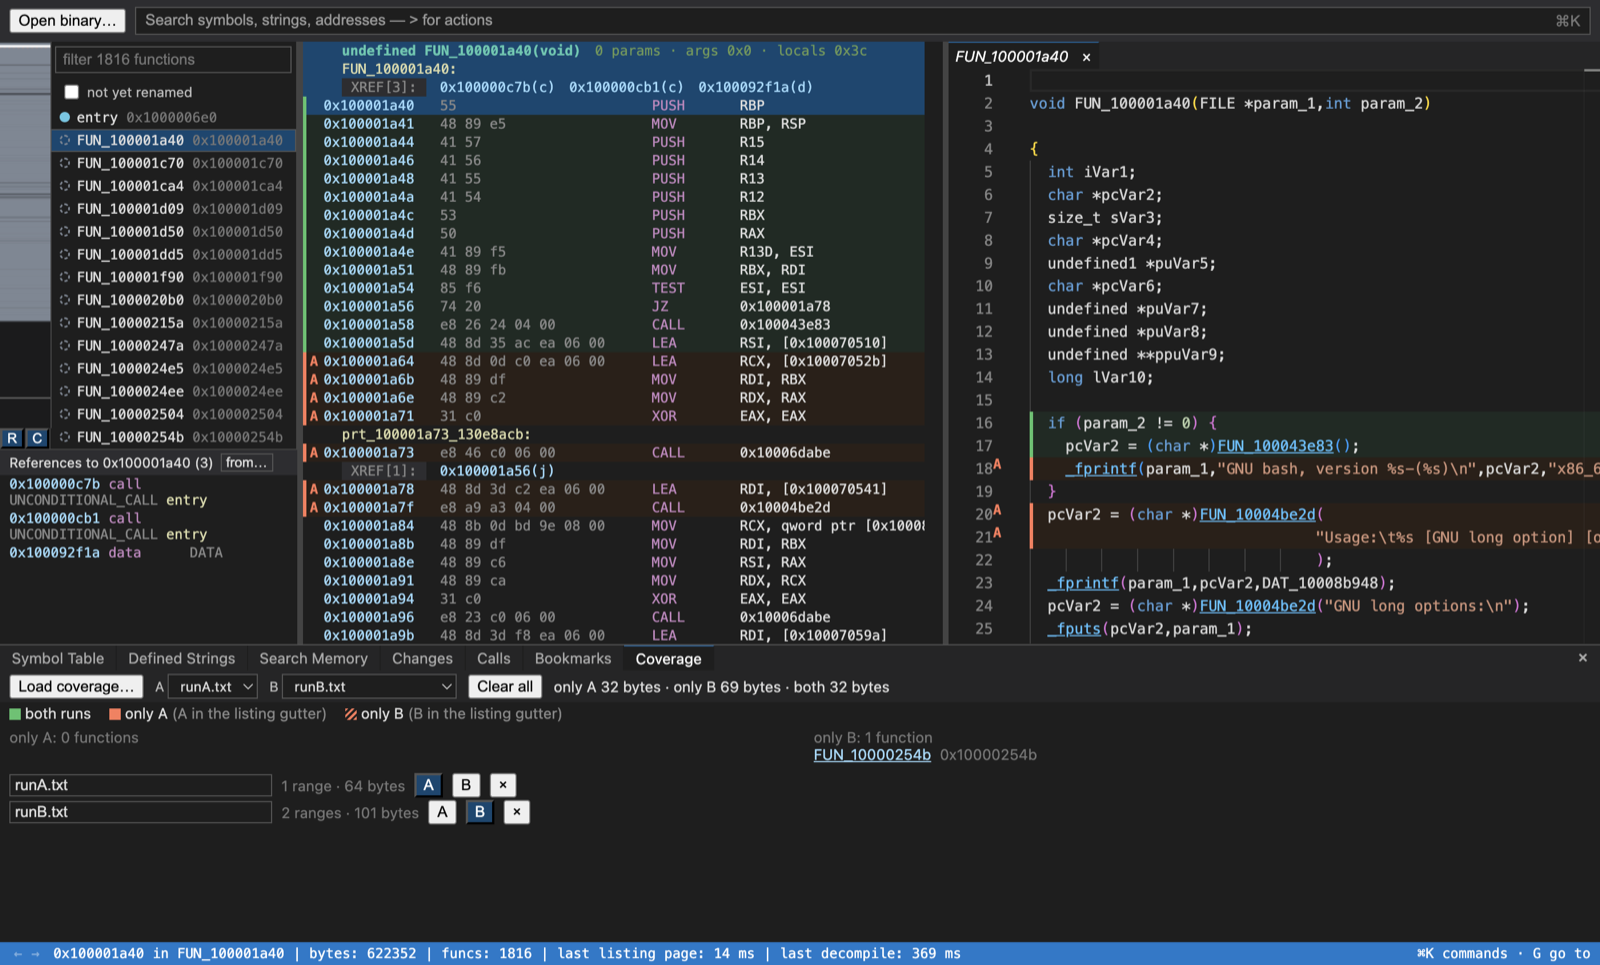 Open binary…
Search symbols, strings, addresses — > for actions
⌘K
filter 1816 functions
not yet renamed
entry 0x1000006e0
FUN_100001a40 0x100001a40
FUN_100001c70 0x100001c70
FUN_100001ca4 0x100001ca4
FUN_100001d09 0x100001d09
FUN_100001d50 0x100001d50
FUN_100001dd5 0x100001dd5
FUN_100001f90 0x100001f90
FUN_1000020b0 0x1000020b0
FUN_10000215a 0x10000215a
FUN_10000247a 0x10000247a
FUN_1000024e5 0x1000024e5
FUN_1000024ee 0x1000024ee
FUN_100002504 0x100002504
FUN_10000254b 0x10000254b
R C
References to 0x100001a40 (3) from…
0x100000c7b call
UNCONDITIONAL_CALL entry
0x100000cb1 call
UNCONDITIONAL_CALL entry
0x100092f1a data DATA
undefined FUN_100001a40(void) 0 params · args 0x0 · locals 0x3c
FUN_100001a40:
XREF[3]: 0x100000c7b(c) 0x100000cb1(c) 0x100092f1a(d)
0x100001a40 55 PUSH RBP
0x100001a41 48 89 e5 MOV RBP, RSP
0x100001a44 41 57 PUSH R15
0x100001a46 41 56 PUSH R14
0x100001a48 41 55 PUSH R13
0x100001a4a 41 54 PUSH R12
0x100001a4c 53 PUSH RBX
0x100001a4d 50 PUSH RAX
0x100001a4e 41 89 f5 MOV R13D, ESI
0x100001a51 48 89 fb MOV RBX, RDI
0x100001a54 85 f6 TEST ESI, ESI
0x100001a56 74 20 JZ 0x100001a78
0x100001a58 e8 26 24 04 00 CALL 0x100043e83
0x100001a5d 48 8d 35 ac ea 06 00 LEA RSI, [0x100070510]
A 0x100001a64 48 8d 0d c0 ea 06 00 LEA RCX, [0x10007052b]
A 0x100001a6b 48 89 df MOV RDI, RBX
A 0x100001a6e 48 89 c2 MOV RDX, RAX
A 0x100001a71 31 c0 XOR EAX, EAX
prt_100001a73_130e8acb:
A 0x100001a73 e8 46 c0 06 00 CALL 0x10006dabe
XREF[1]: 0x100001a56(j)
A 0x100001a78 48 8d 3d c2 ea 06 00 LEA RDI, [0x100070541]
A 0x100001a7f e8 a9 a3 04 00 CALL 0x10004be2d
0x100001a84 48 8b 0d bd 9e 08 00 MOV RCX, qword ptr [0x1000
0x100001a8b 48 89 df MOV RDI, RBX
0x100001a8e 48 89 c6 MOV RSI, RAX
0x100001a91 48 89 ca MOV RDX, RCX
0x100001a94 31 c0 XOR EAX, EAX
0x100001a96 e8 23 c0 06 00 CALL 0x10006dabe
0x100001a9b 48 8d 3d f8 ea 06 00 LEA RDI, [0x10007059a]
FUN_100001a40 ×
1
2 void FUN_100001a40(FILE *param_1,int param_2)
3
4 {
5 int iVar1;
6 char *pcVar2;
7 size_t sVar3;
8 char *pcVar4;
9 undefined1 *puVar5;
10 char *pcVar6;
11 undefined *puVar7;
12 undefined *puVar8;
13 undefined **ppuVar9;
14 long lVar10;
15
16 if (param_2 != 0) {
17 pcVar2 = (char *)FUN_100043e83();
18 A _fprintf(param_1,"GNU bash, version %s-(%s)\n",pcVar2,"x86_6
19 }
20 A pcVar2 = (char *)FUN_10004be2d(
21 A "Usage:\t%s [GNU long option] [o
22 );
23 _fprintf(param_1,pcVar2,DAT_10008b948);
24 pcVar2 = (char *)FUN_10004be2d("GNU long options:\n");
25 _fputs(pcVar2,param_1);
Symbol Table Defined Strings Search Memory Changes Calls Bookmarks Coverage ×
Load coverage… A runA.txt B runB.txt Clear all only A 32 bytes · only B 69 bytes · both 32 bytes
both runs only A (A in the listing gutter) only B (B in the listing gutter)
only A: 0 functions
only B: 1 function
FUN_10000254b 0x10000254b
runA.txt 1 range · 64 bytes A B ×
runB.txt 2 ranges · 101 bytes A B ×
← → 0x100001a40 in FUN_100001a40 | bytes: 622352 | funcs: 1816 | last listing page: 14 ms | last decompile: 369 ms
⌘K commands · G go to